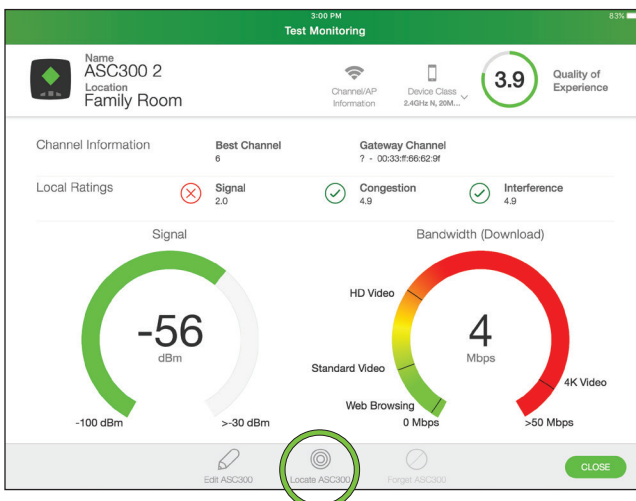 3:00 PM
83%
Test Monitoring
Name
ASC300 2
Location
Family Room
Channel/AP
Information
Device Class
2.4GHz N, 20M...
3.9
Quality of
Experience
Channel Information
Best Channel
6
Gateway Channel
? - 00:33:ff:66:62:9f
Local Ratings
Signal
2.0
Congestion
4.9
Interference
4.9
Signal
-56
dBm
-100 dBm
>-30 dBm
Bandwidth (Download)
HD Video
4
Mbps
Standard Video
4K Video
Web Browsing
0 Mbps
>50 Mbps
Edit ASC300
Locate ASC300
Forget ASC300
CLOSE